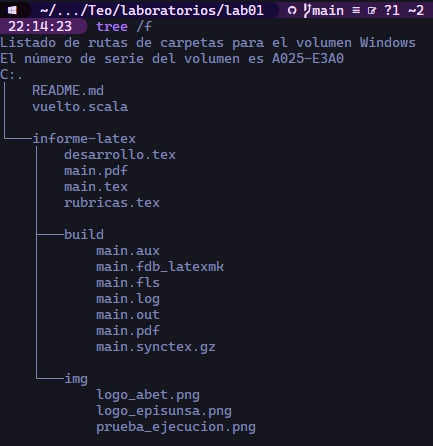 ~/.../Teo/laboratorios/lab01 main ≡ ?1 ~2
22:14:23 tree /f
Listado de rutas de carpetas para el volumen Windows
El número de serie del volumen es A025-E3A0
C:.
│   README.md
│   vuelto.scala
│
└───informe-latex
    │   desarrollo.tex
    │   main.pdf
    │   main.tex
    │   rubricas.tex
    │
    ├───build
    │       main.aux
    │       main.fdb_latexmk
    │       main.fls
    │       main.log
    │       main.out
    │       main.pdf
    │       main.synctex.gz
    │
    └───img
            logo_abet.png
            logo_episunsa.png
            prueba_ejecucion.png